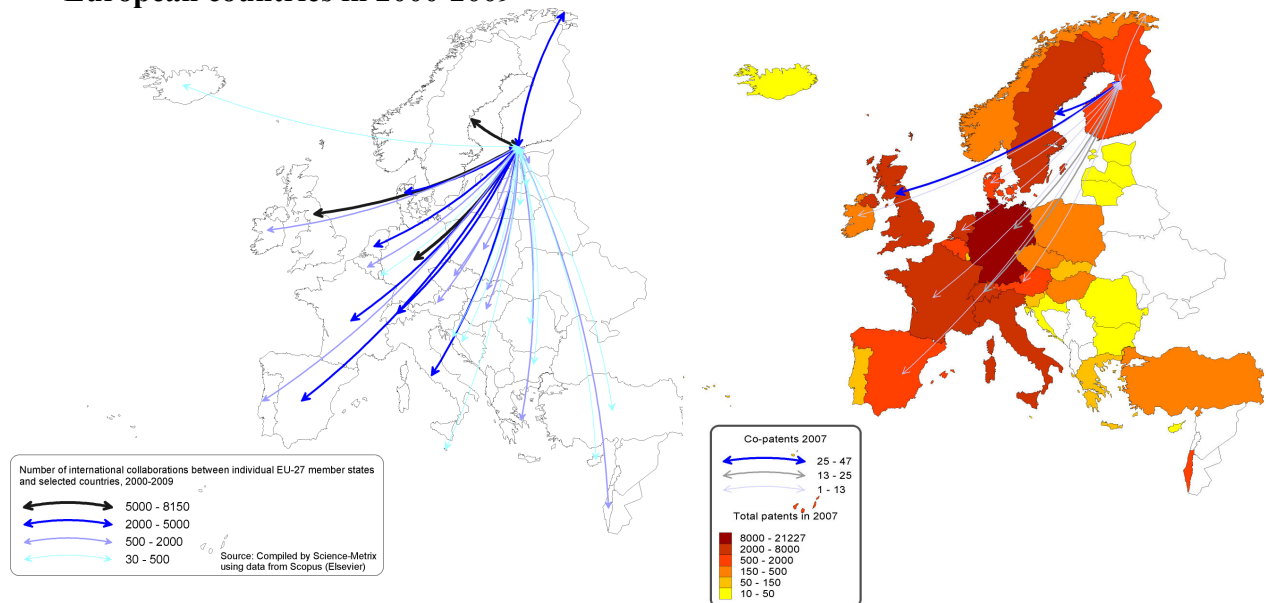 European countries in 2000-2009
Number of international collaborations between individual EU-27 member states
and selected countries, 2000-2009
5000 - 8150
2000 - 5000
500 - 2000
30 - 500
Source: Compiled by Science-Metrix
using data from Scopus (Elsevier)
Co-patents 2007
25 - 47
13 - 25
1 - 13
Total patents in 2007
8000 - 21227
2000 - 8000
500 - 2000
150 - 500
50 - 150
10 - 50